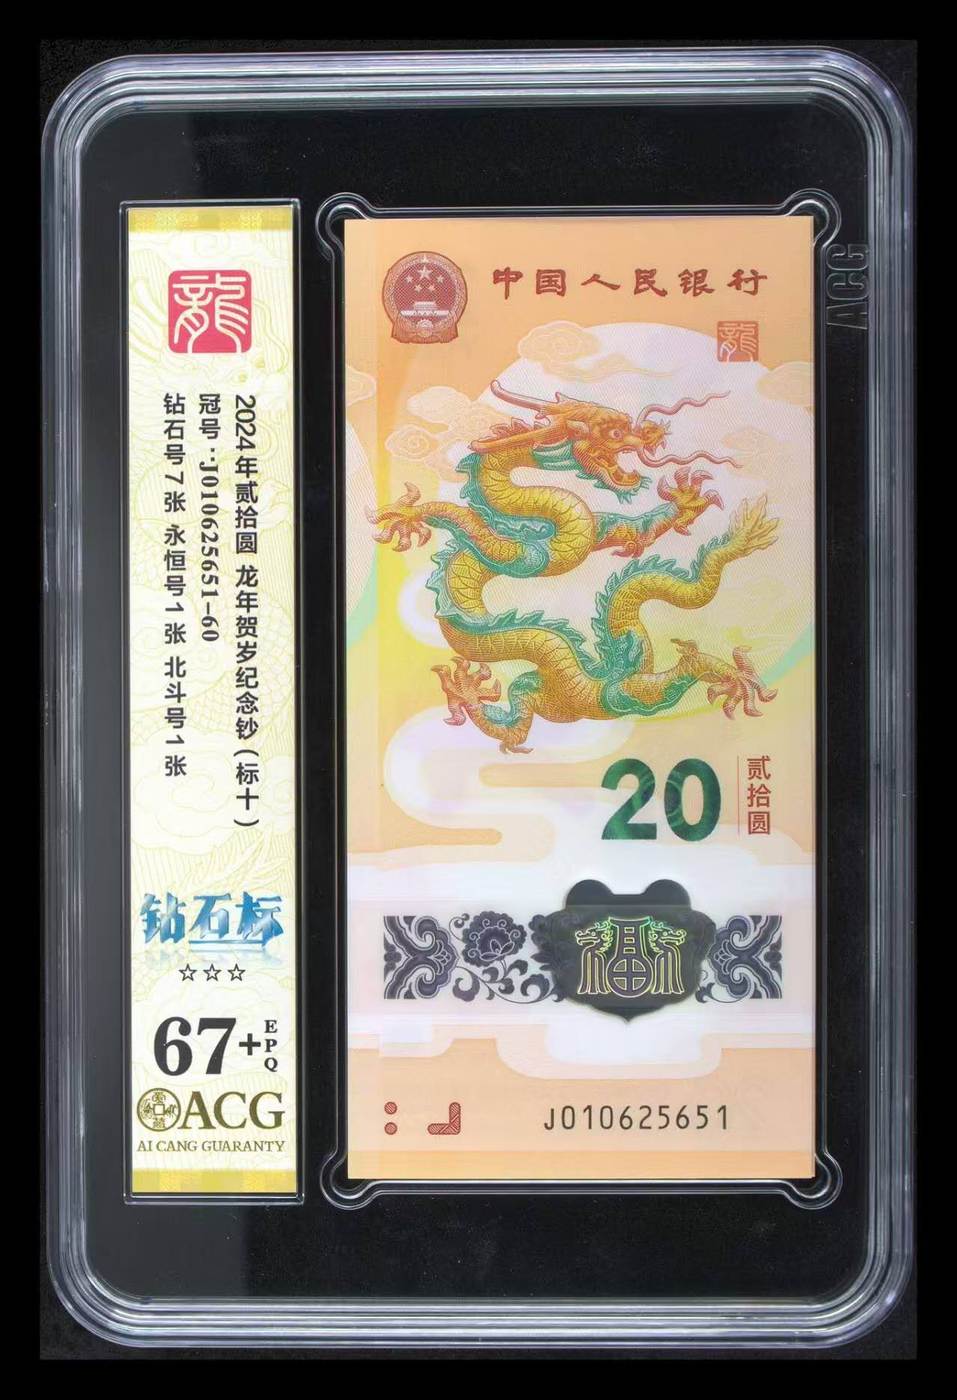 龍
2024年贰拾圆 龙年贺岁纪念钞(标十)
冠号:J010625651-60
钻石号7张 永恒号1张 北斗号1张
钻石标
☆☆☆
67+EPQ
ACG
AI CANG GUARANTY
中国人民银行
龍
20
贰拾圆
福
J010625651
ACG